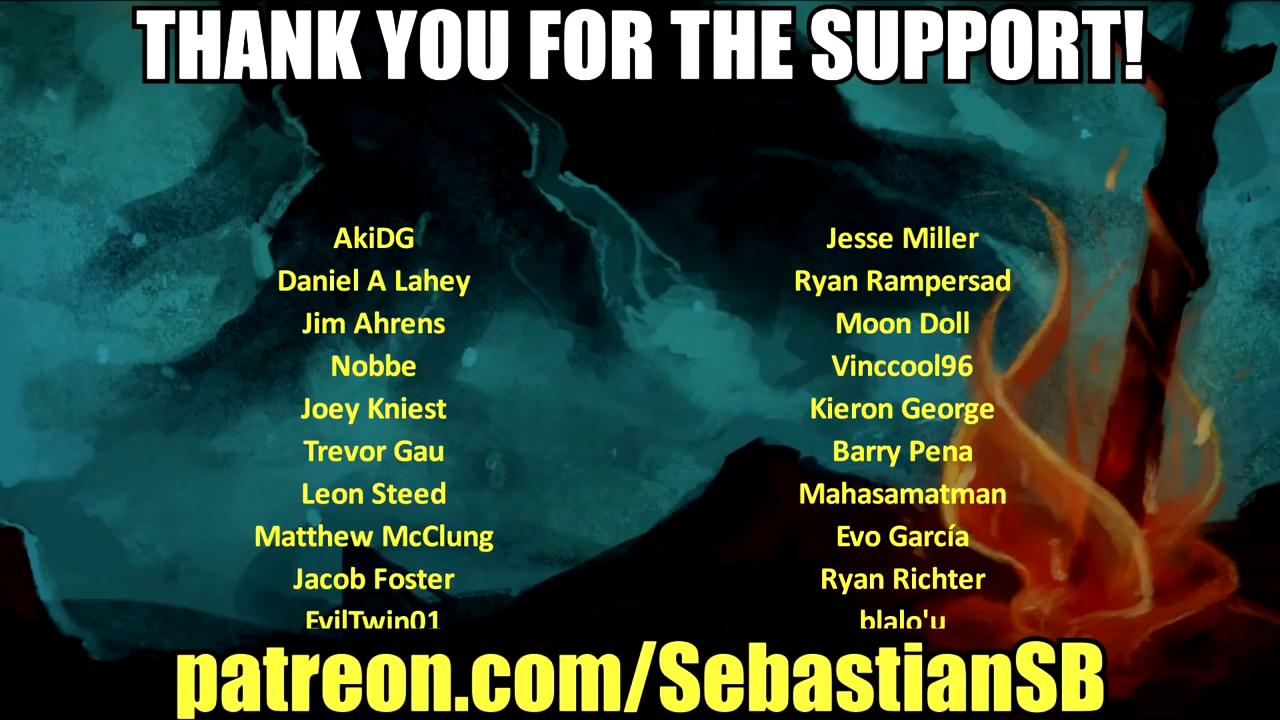 THANK YOU FOR THE SUPPORT!
AkiDG
Daniel A Lahey
Jim Ahrens
Nobbe
Joey Kniest
Trevor Gau
Leon Steed
Matthew McClung
Jacob Foster
EvilTwin01
Jesse Miller
Ryan Rampersad
Moon Doll
Vinccool96
Kieron George
Barry Pena
Mahasamatman
Evo García
Ryan Richter
blalo'u
patreon.com/SebastianSB